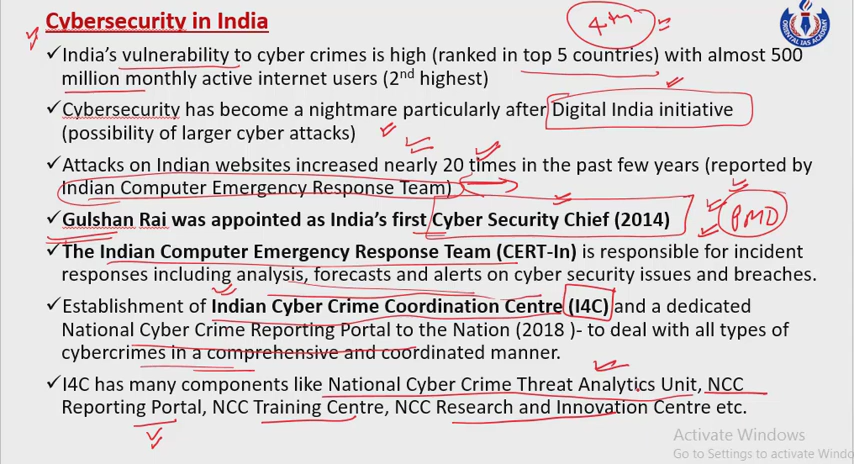 Cybersecurity in India
4th
ORIENTAL IAS ACADEMY
✓ India's vulnerability to cyber crimes is high (ranked in top 5 countries) with almost 500
million monthly active internet users (2nd highest)
✓ Cybersecurity has become a nightmare particularly after Digital India initiative
(possibility of larger cyber attacks)
✓ Attacks on Indian websites increased nearly 20 times in the past few years (reported by
Indian Computer Emergency Response Team)
✓ Gulshan Rai was appointed as India's first Cyber Security Chief (2014)
PMO
✓ The Indian Computer Emergency Response Team (CERT-In) is responsible for incident
responses including analysis, forecasts and alerts on cyber security issues and breaches.
✓ Establishment of Indian Cyber Crime Coordination Centre (I4C) and a dedicated
National Cyber Crime Reporting Portal to the Nation (2018 )- to deal with all types of
cybercrimes in a comprehensive and coordinated manner.
✓ I4C has many components like National Cyber Crime Threat Analytics Unit, NCC
Reporting Portal, NCC Training Centre, NCC Research and Innovation Centre etc.
Activate Windows
Go to Settings to activate Windo